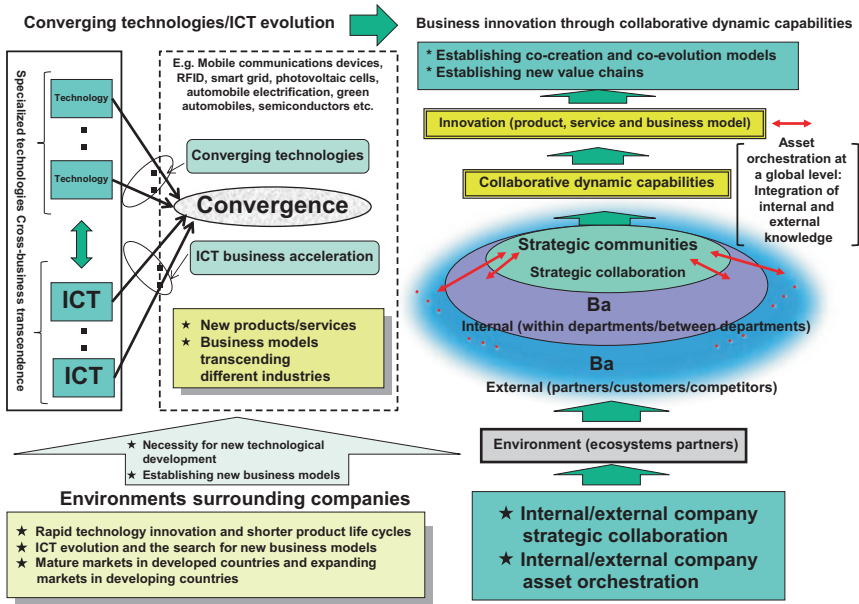 Converging technologies/ICT evolution
Specialized technologies Cross-business transcendence
Technology
Technology
ICT
ICT
E.g. Mobile communications devices,
RFID, smart grid, photovoltaic cells,
automobile electrification, green
automobiles, semiconductors etc.
Converging technologies
Convergence
ICT business acceleration
★ New products/services
★ Business models
transcending
different industries
★ Necessity for new technological
development
★ Establishing new business models
Environments surrounding companies
★ Rapid technology innovation and shorter product life cycles
★ ICT evolution and the search for new business models
★ Mature markets in developed countries and expanding
markets in developing countries
Business innovation through collaborative dynamic capabilities
* Establishing co-creation and co-evolution models
* Establishing new value chains
Innovation (product, service and business model)
Collaborative dynamic capabilities
Asset
orchestration at
a global level:
Integration of
internal and
external
knowledge
Strategic communities
Strategic collaboration
Ba
Internal (within departments/between departments)
Ba
External (partners/customers/competitors)
Environment (ecosystems partners)
★ Internal/external company
strategic collaboration
★ Internal/external company
asset orchestration